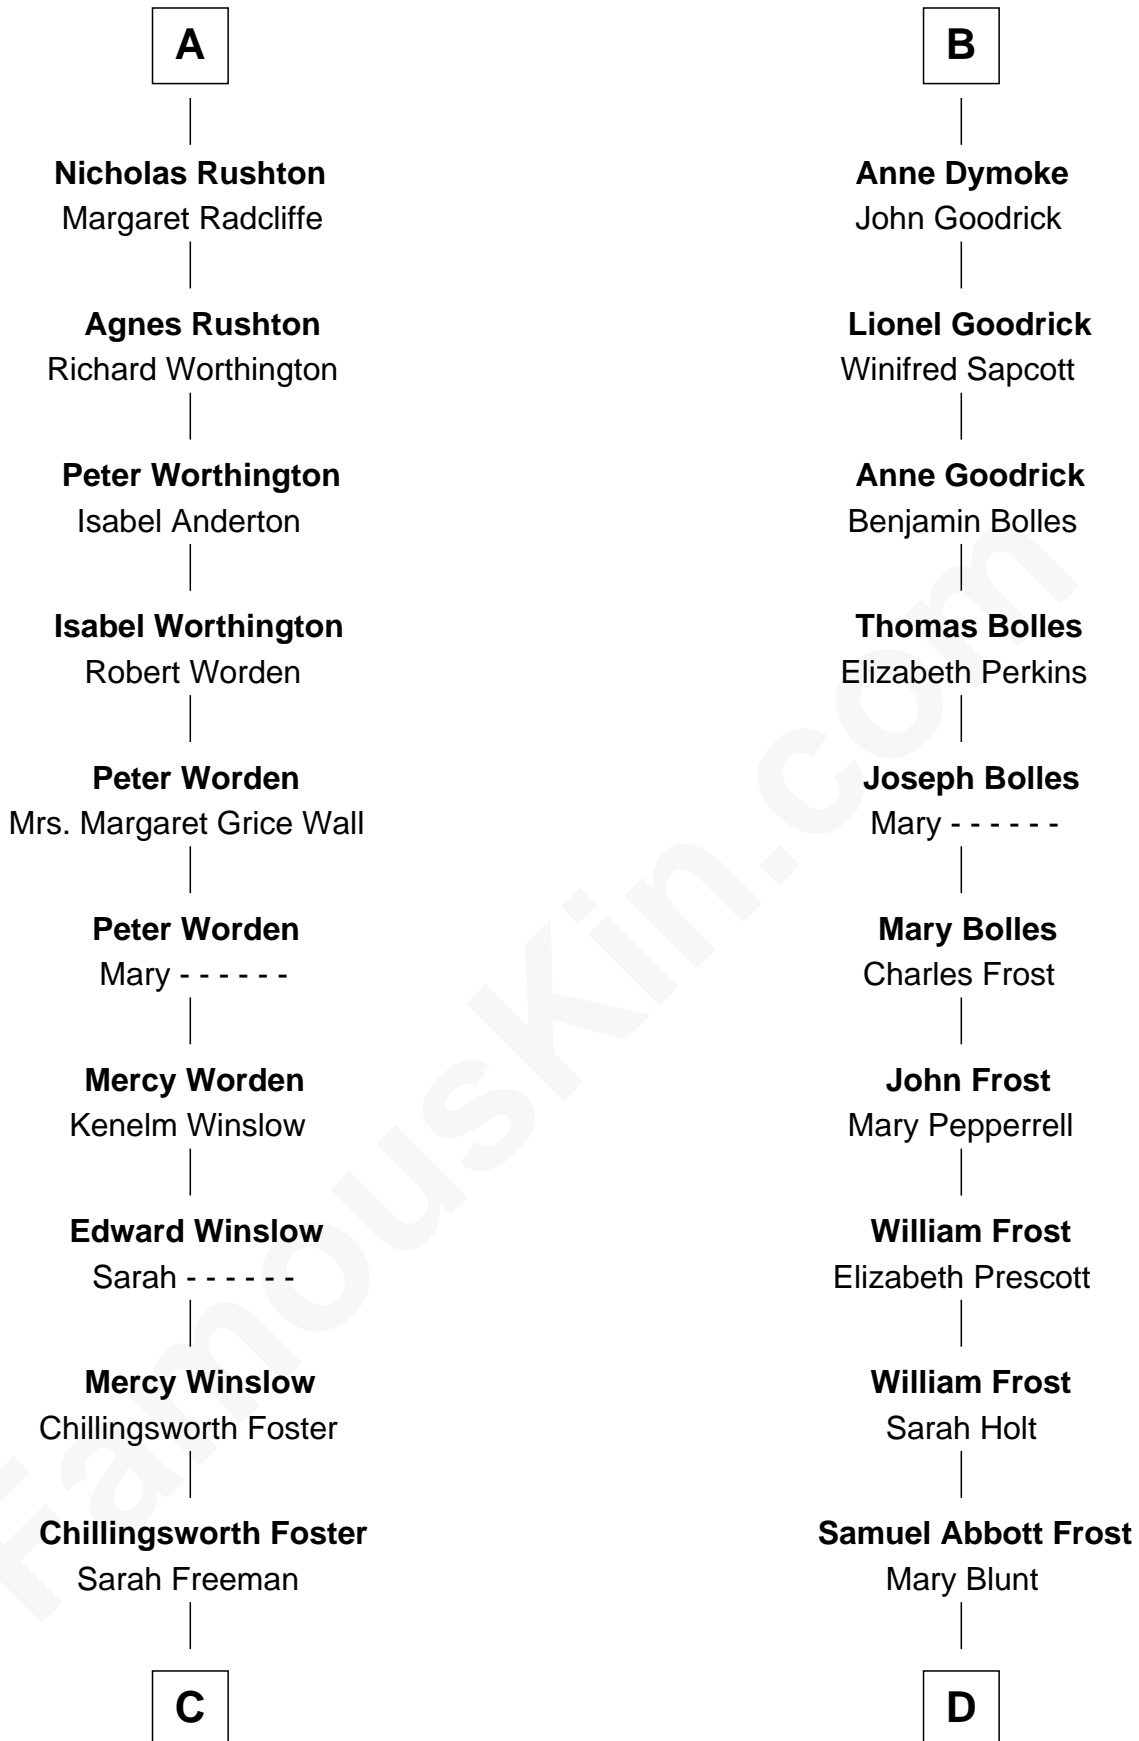 A
Nicholas Rushton
Margaret Radcliffe
Agnes Rushton
Richard Worthington
Peter Worthington
Isabel Anderton
Isabel Worthington
Robert Worden
Peter Worden
Mrs. Margaret Grice Wall
Peter Worden
Mary - - - - - -
Mercy Worden
Kenelm Winslow
Edward Winslow
Sarah - - - - - -
Mercy Winslow
Chillingsworth Foster
Chillingsworth Foster
Sarah Freeman
C
B
Anne Dymoke
John Goodrick
Lionel Goodrick
Winifred Sapcott
Anne Goodrick
Benjamin Bolles
Thomas Bolles
Elizabeth Perkins
Joseph Bolles
Mary - - - - - -
Mary Bolles
Charles Frost
John Frost
Mary Pepperrell
William Frost
Elizabeth Prescott
William Frost
Sarah Holt
Samuel Abbott Frost
Mary Blunt
D
FamousKin.com